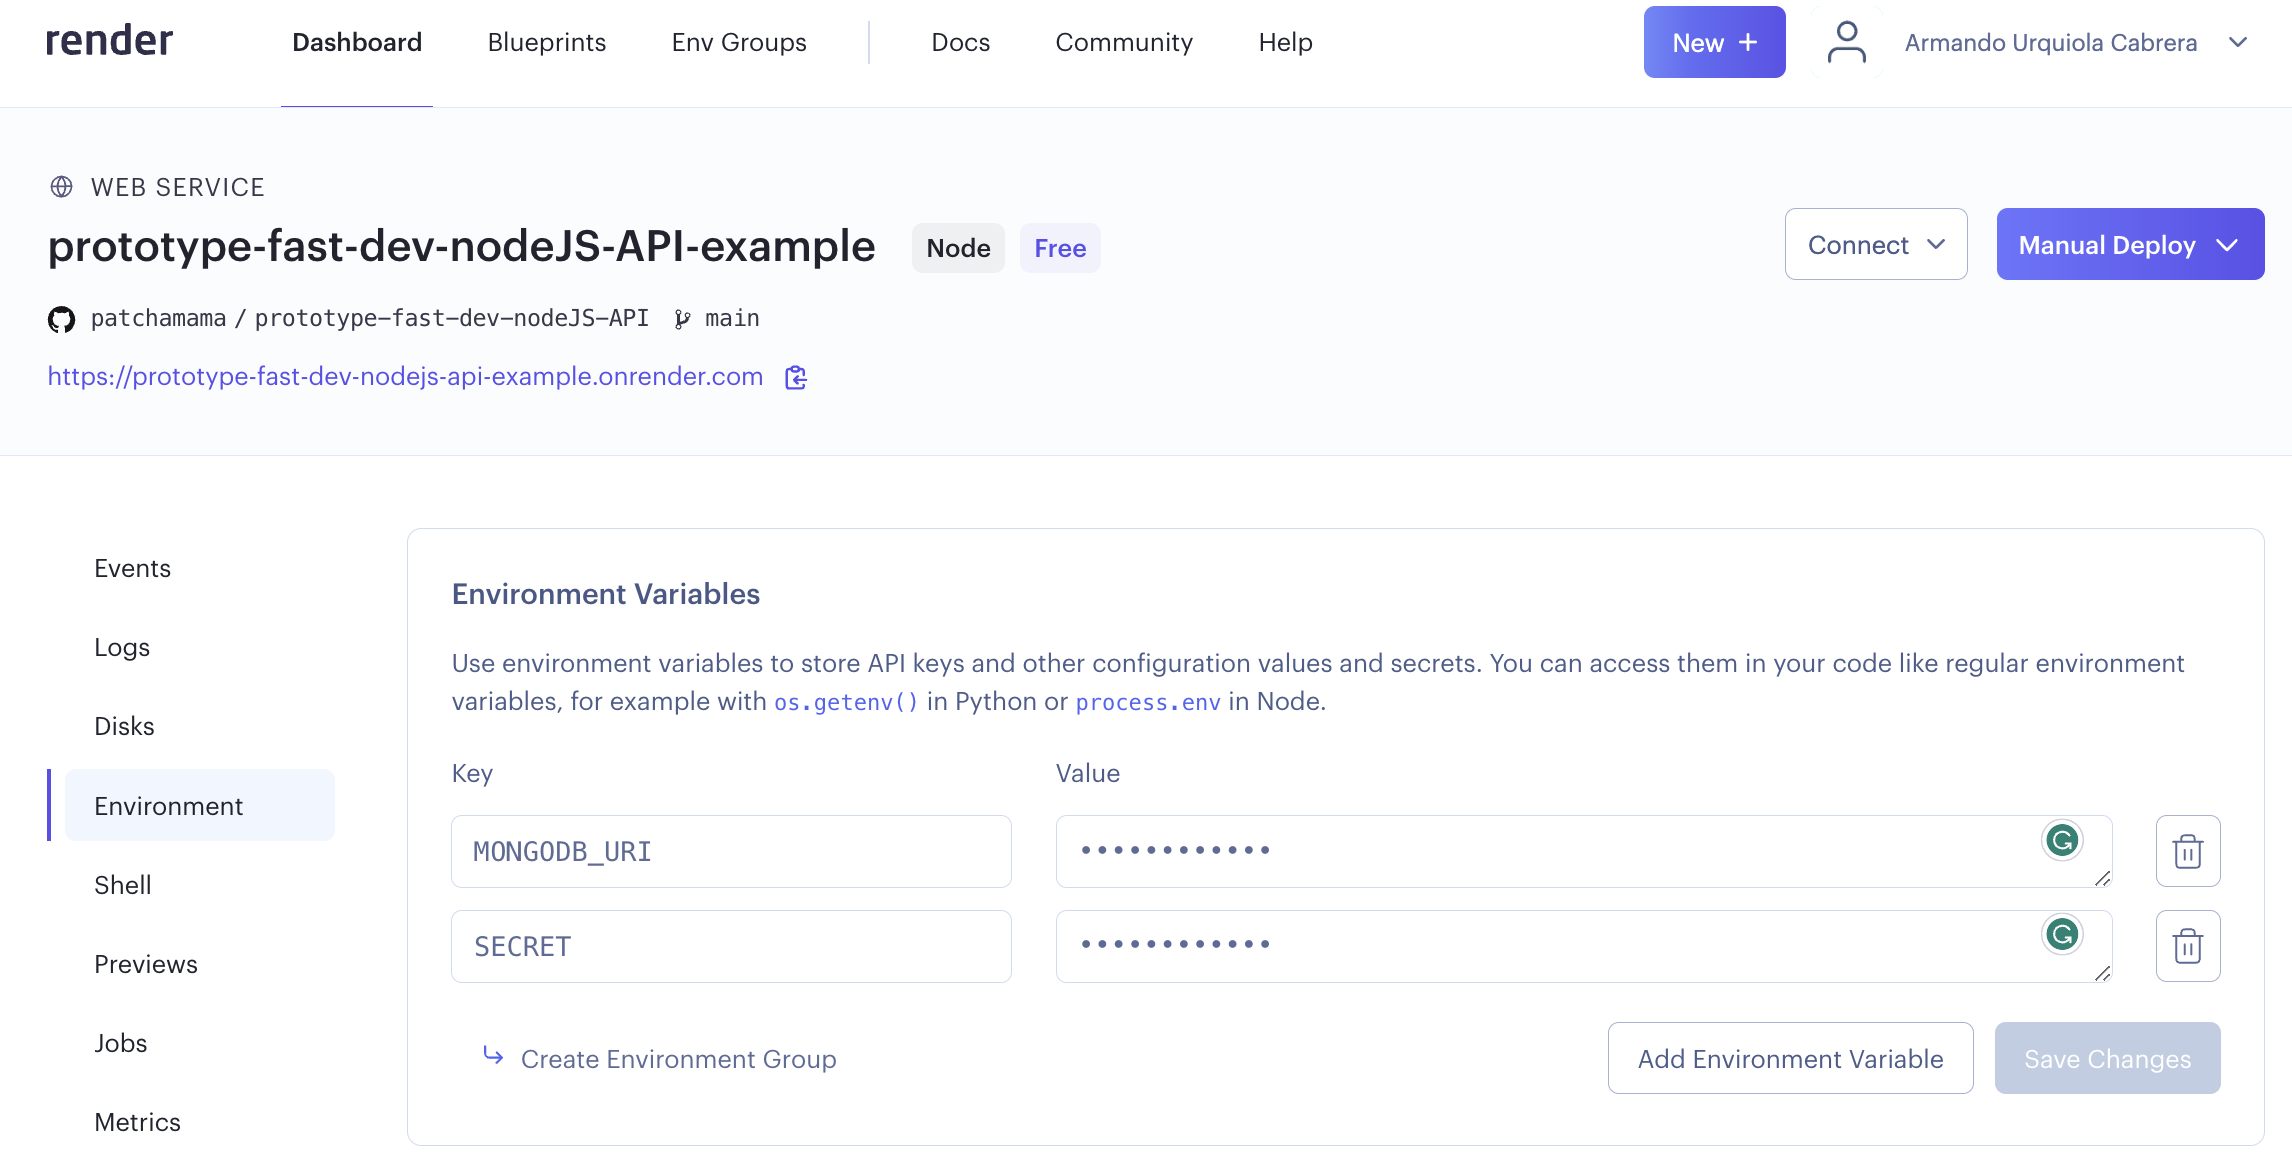 render Dashboard Blueprints Env Groups Docs Community Help New + Armando Urquiola Cabrera
WEB SERVICE
prototype-fast-dev-nodeJS-API-example Node Free
Connect Manual Deploy
patchamama / prototype-fast-dev-nodeJS-API main
https://prototype-fast-dev-nodejs-api-example.onrender.com
Events
Logs
Disks
Environment
Shell
Previews
Jobs
Metrics
Environment Variables
Use environment variables to store API keys and other configuration values and secrets. You can access them in your code like regular environment
variables, for example with os.getenv() in Python or process.env in Node.
Key Value
MONGODB_URI ••••••••••••
SECRET ••••••••••••
Create Environment Group Add Environment Variable Save Changes